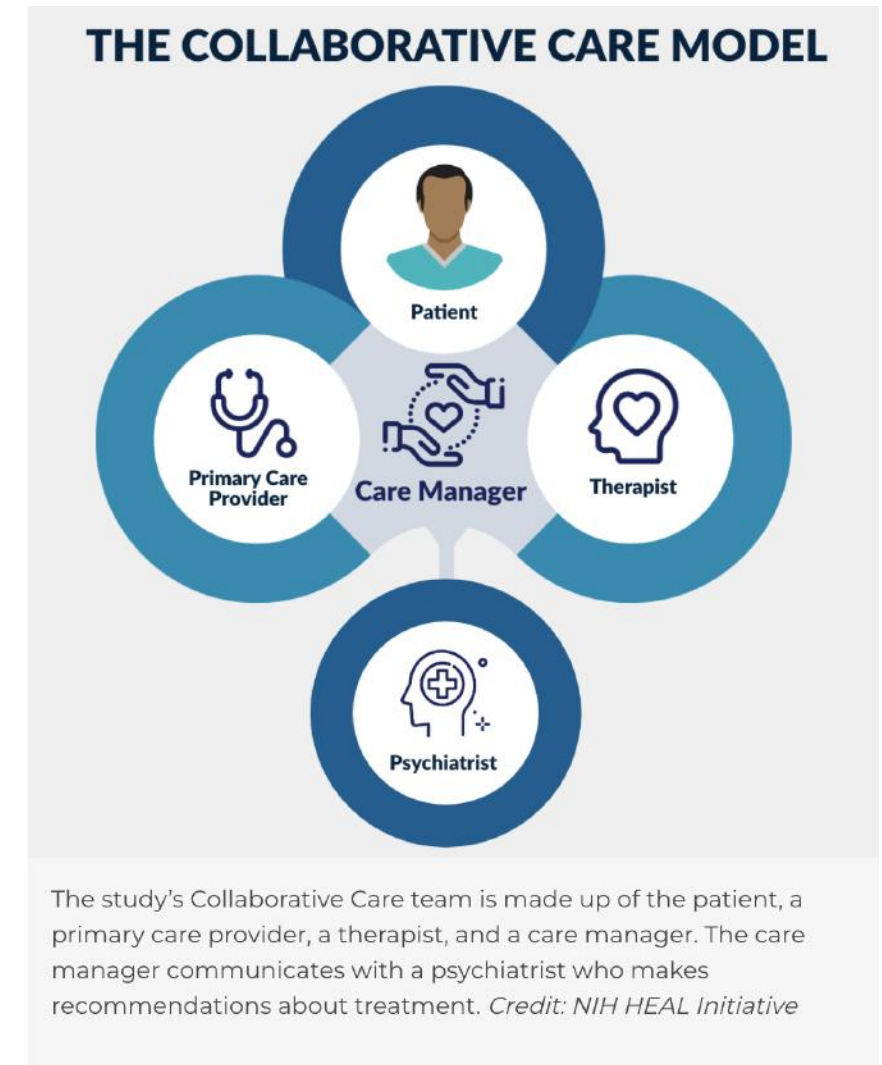 THE COLLABORATIVE CARE MODEL
Patient
Primary Care
Provider
Care Manager
Therapist
Psychiatrist
The study’s Collaborative Care team is made up of the patient, a
primary care provider, a therapist, and a care manager. The care
manager communicates with a psychiatrist who makes
recommendations about treatment. Credit: NIH HEAL Initiative